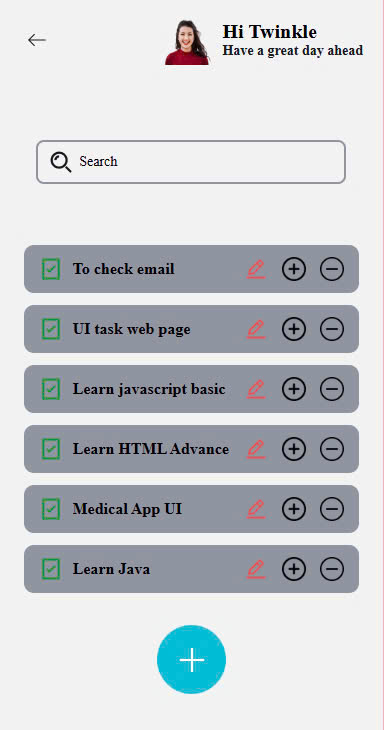 Hi Twinkle
Have a great day ahead
Search
To check email
UI task web page
Learn javascript basic
Learn HTML Advance
Medical App UI
Learn Java